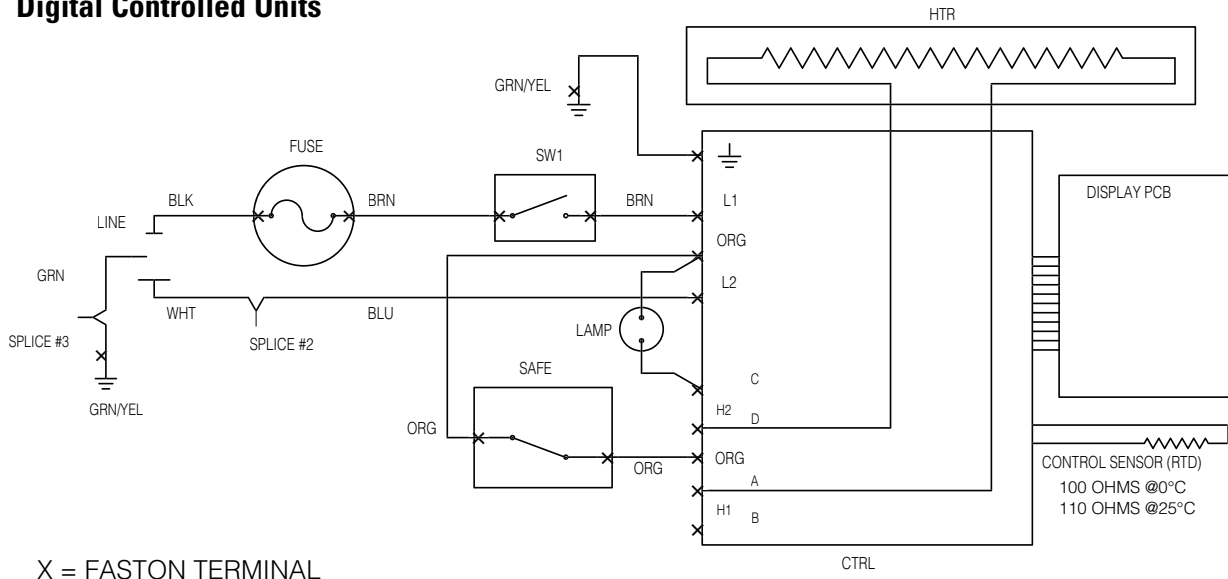 Digital Controlled Units
HTR
GRN/YEL
FUSE
SW1
BLK
BRN
BRN
L1
DISPLAY PCB
LINE
ORG
GRN
L2
WHT
BLU
SPLICE #3
SPLICE #2
LAMP
SAFE
C
H2
D
GRN/YEL
ORG
ORG
ORG
CONTROL SENSOR (RTD)
A
100 OHMS @0°C
H1
B
110 OHMS @25°C
CTRL
X = FASTON TERMINAL